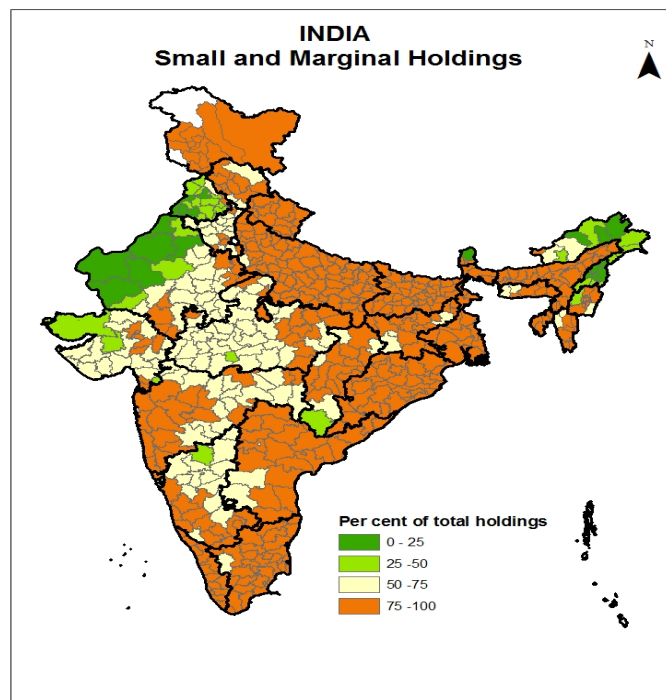 INDIA
Small and Marginal Holdings
N
Per cent of total holdings
0 - 25
25 -50
50 -75
75 -100